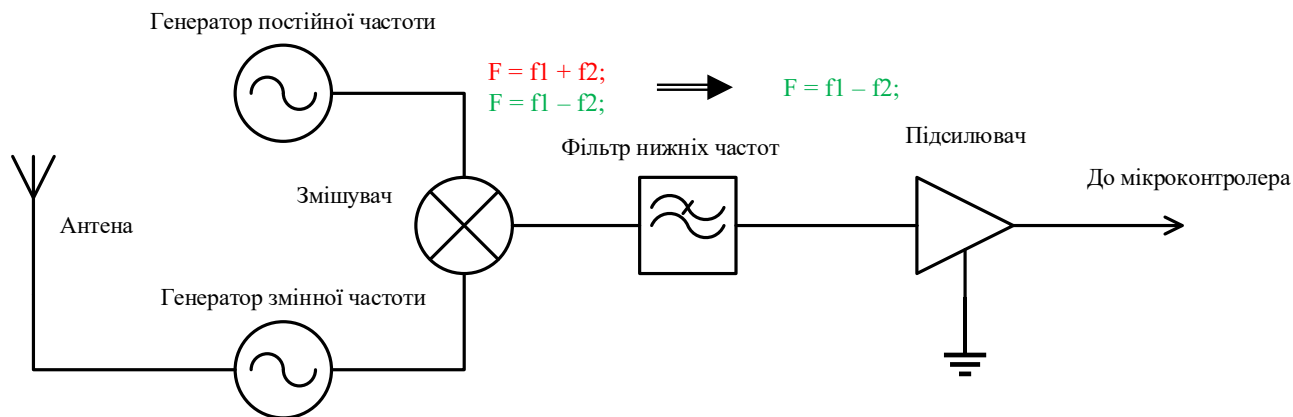 Генератор постійної частоти
F = f1 + f2;
F = f1 – f2;
F = f1 – f2;
Фільтр нижніх частот
Підсилювач
До мікроконтролера
Змішувач
Антена
Генератор змінної частоти